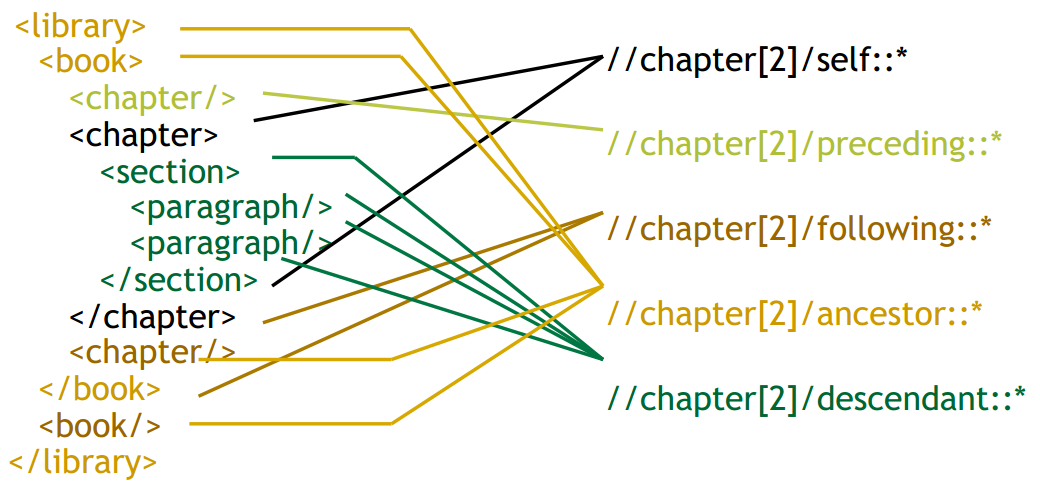 <library>
<book>
<chapter/>
<chapter>
<section>
<paragraph/>
<paragraph/>
</section>
</chapter>
<chapter/>
</book>
<book/>
</library>
//chapter[2]/self::*
//chapter[2]/preceding::*
//chapter[2]/following::*
//chapter[2]/ancestor::*
//chapter[2]/descendant::*